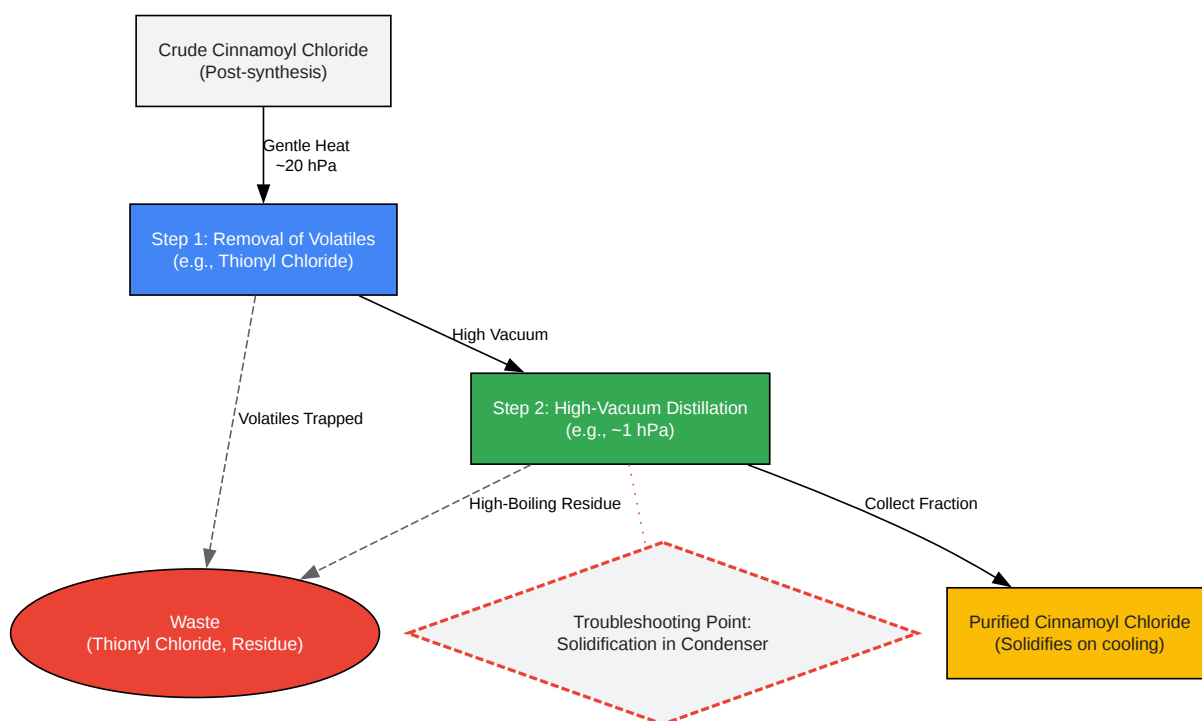 Crude Cinnamoyl Chloride
(Post-synthesis)
Gentle Heat
~20 hPa
Step 1: Removal of Volatiles
(e.g., Thionyl Chloride)
High Vacuum
Step 2: High-Vacuum Distillation
(e.g., ~1 hPa)
Volatiles Trapped
High-Boiling Residue
Collect Fraction
Waste
(Thionyl Chloride, Residue)
Troubleshooting Point:
Solidification in Condenser
Purified Cinnamoyl Chloride
(Solidifies on cooling)